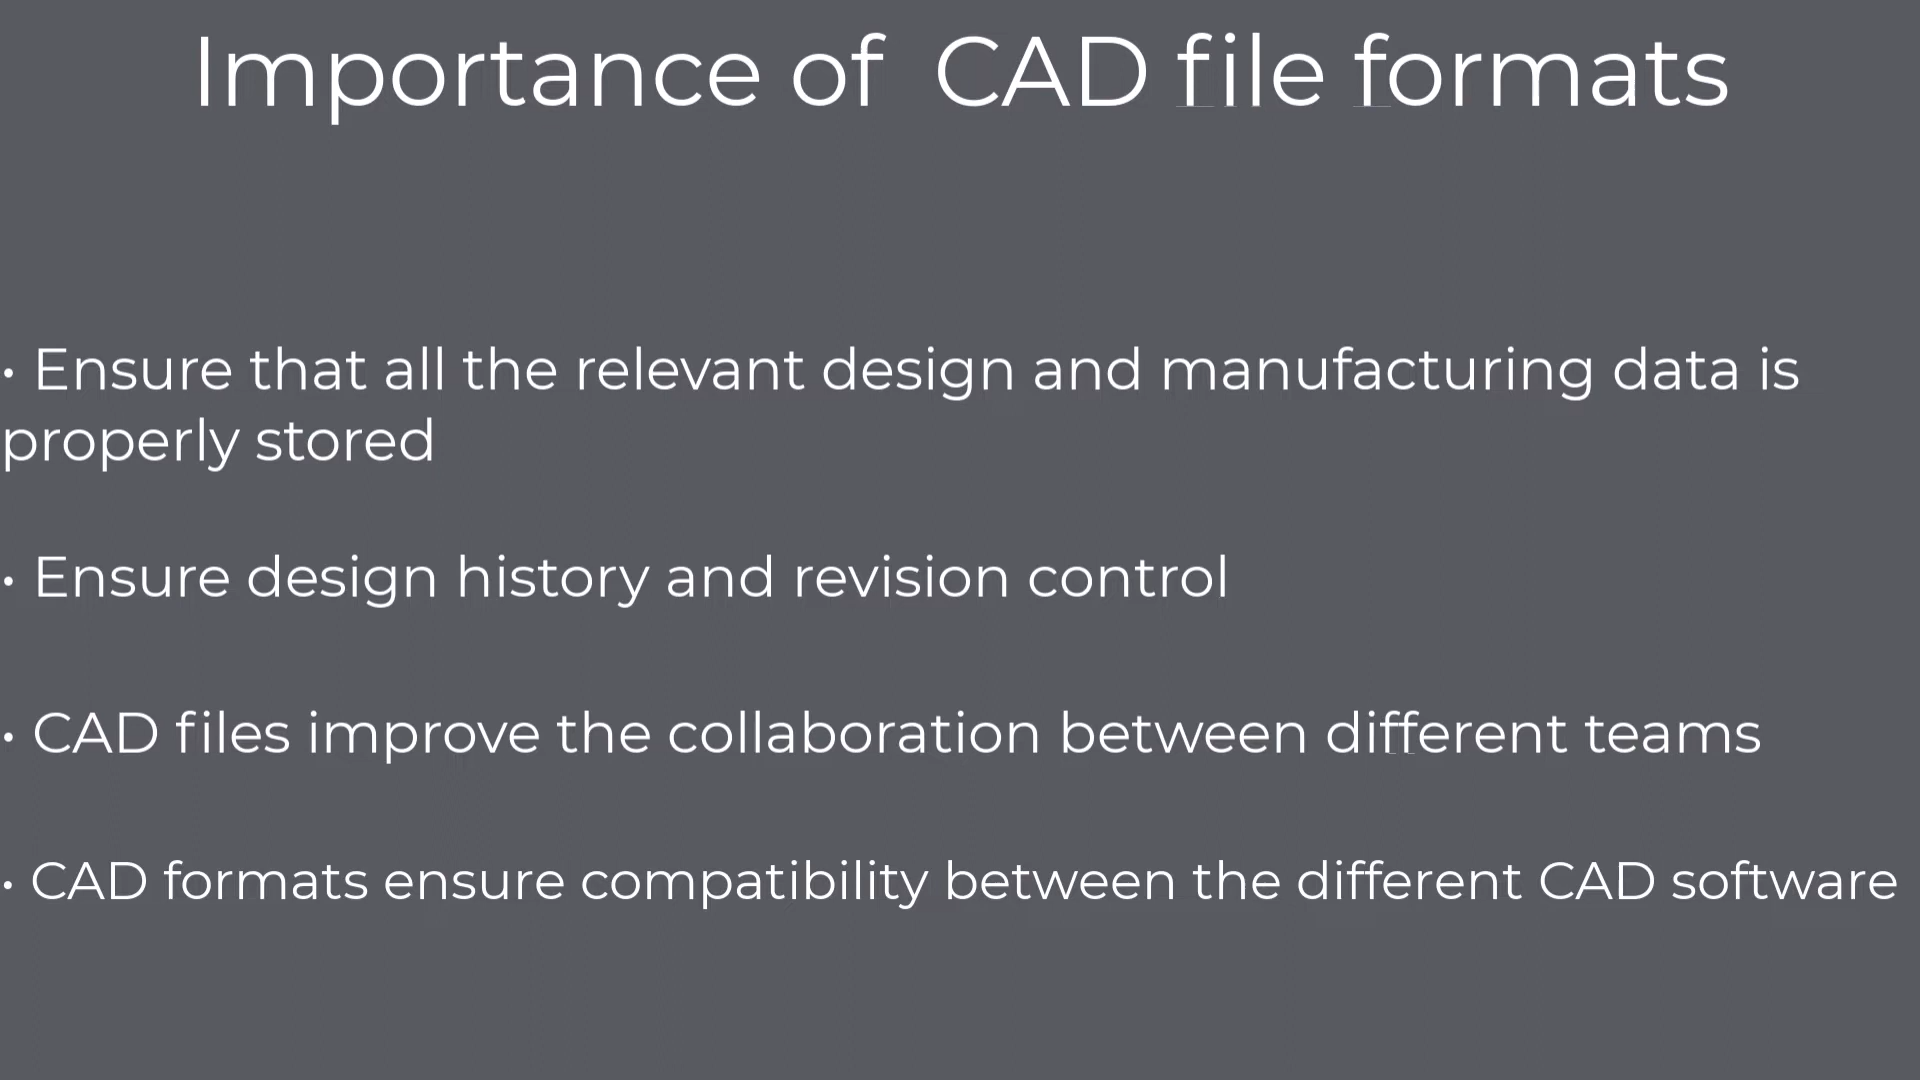 Importance of  CAD file formats
• Ensure that all the relevant design and manufacturing data is
properly stored
• Ensure design history and revision control
• CAD files improve the collaboration between different teams
• CAD formats ensure compatibility between the different CAD software